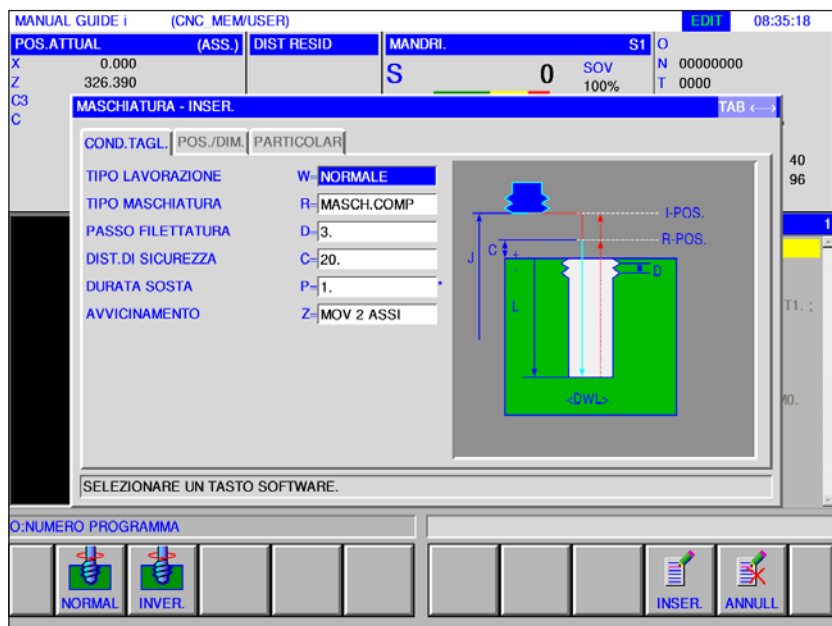 MANUAL GUIDE i (CNC_MEM/USER) EDIT 08:35:18
POS.ATTUAL (ASS.) DIST RESID MANDRI. S1 O
X 0.000
Z 326.390
C3
C
S 0 SOV 100%
N 00000000
T 0000
40
96
MASCHIATURA - INSER. TAB ←→
COND.TAGL. POS./DIM. PARTICOLAR
TIPO LAVORAZIONE W= NORMALE
TIPO MASCHIATURA R= MASCH.COMP
PASSO FILETTATURA D= 3.
DIST.DI SICUREZZA C= 20.
DURATA SOSTA P= 1.
AVVICINAMENTO Z= MOV 2 ASSI
I-POS.
R-POS.
J
C
+
-
D
L
<DWL>
1
T1. ;
M0.
SELEZIONARE UN TASTO SOFTWARE.
O:NUMERO PROGRAMMA
NORMAL INVER. INSER. ANNULL